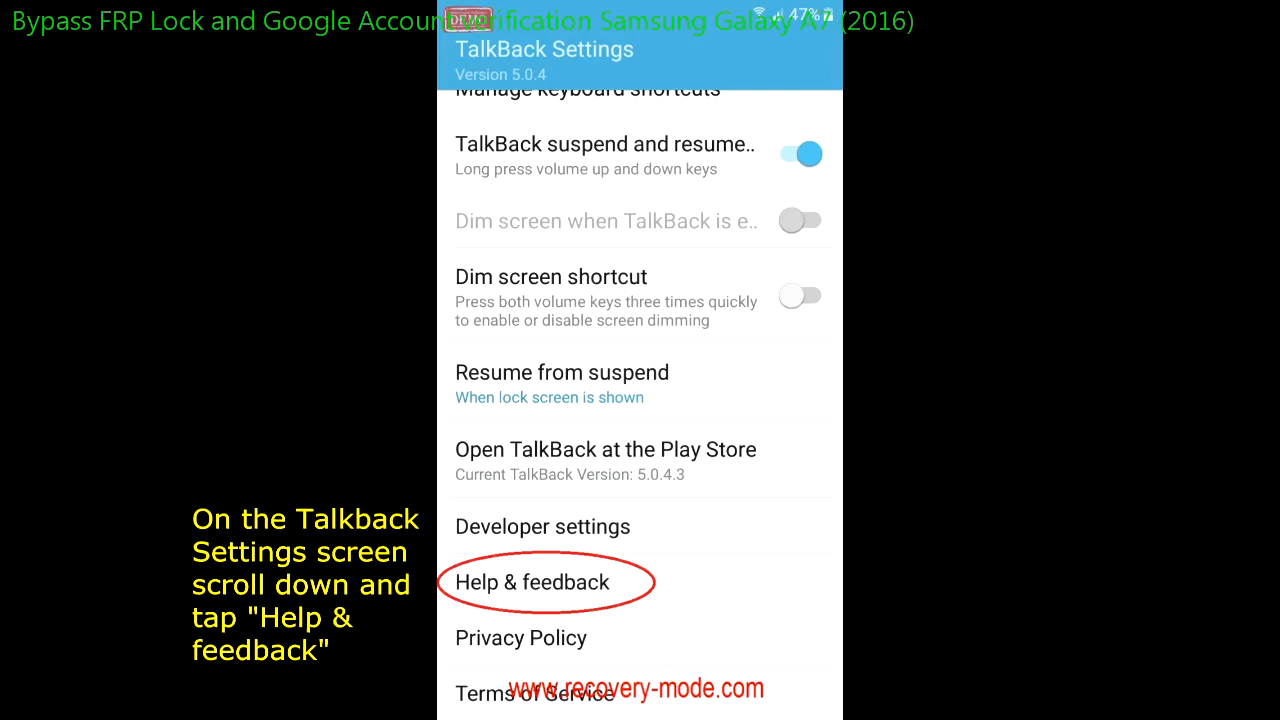 Bypass FRP Lock and Google Account verification Samsung Galaxy A7 (2016)
DEMO
47%
TalkBack Settings
Version 5.0.4
Manage keyboard shortcuts
TalkBack suspend and resume..
Long press volume up and down keys
Dim screen when TalkBack is e..
Dim screen shortcut
Press both volume keys three times quickly
to enable or disable screen dimming
Resume from suspend
When lock screen is shown
Open TalkBack at the Play Store
Current TalkBack Version: 5.0.4.3
On the Talkback
Settings screen
scroll down and
tap "Help &
feedback"
Developer settings
Help & feedback
Privacy Policy
Terms of Service
www.recovery-mode.com